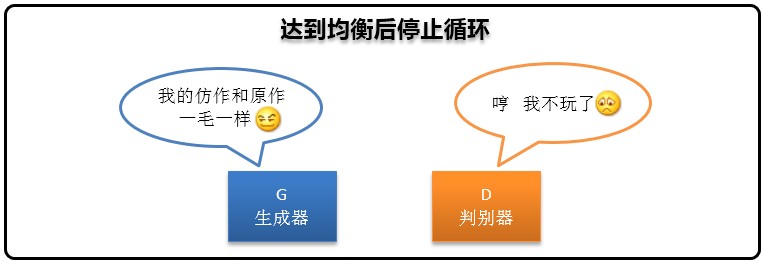 达到均衡后停止循环
我的仿作和原作
一毛一样
哼 我不玩了
G
生成器
D
判别器